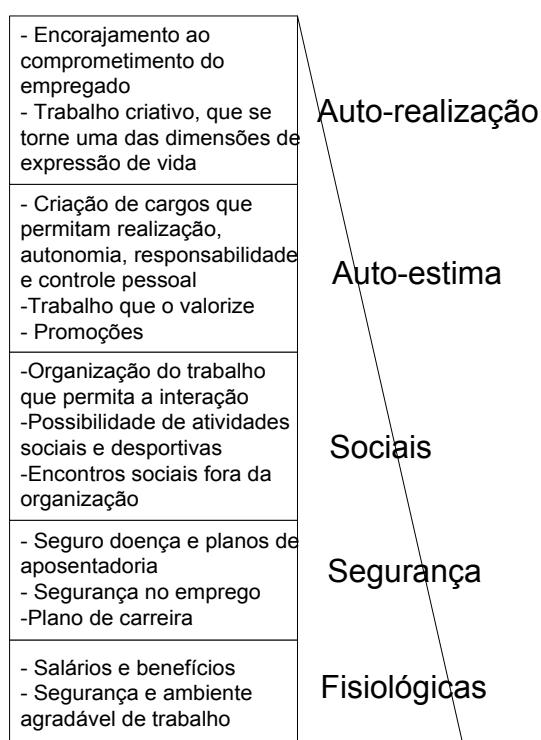 - Encorajamento ao
comprometimento do
empregado
- Trabalho criativo, que se
torne uma das dimensões de
expressão de vida
Auto-realização
- Criação de cargos que
permitam realização,
autonomia, responsabilidade
e controle pessoal
-Trabalho que o valorize
- Promoções
Auto-estima
-Organização do trabalho
que permita a interação
-Possibilidade de atividades
sociais e desportivas
-Encontros sociais fora da
organização
Sociais
- Seguro doença e planos de
aposentadoria
- Segurança no emprego
-Plano de carreira
Segurança
- Salários e benefícios
- Segurança e ambiente
agradável de trabalho
Fisiológicas